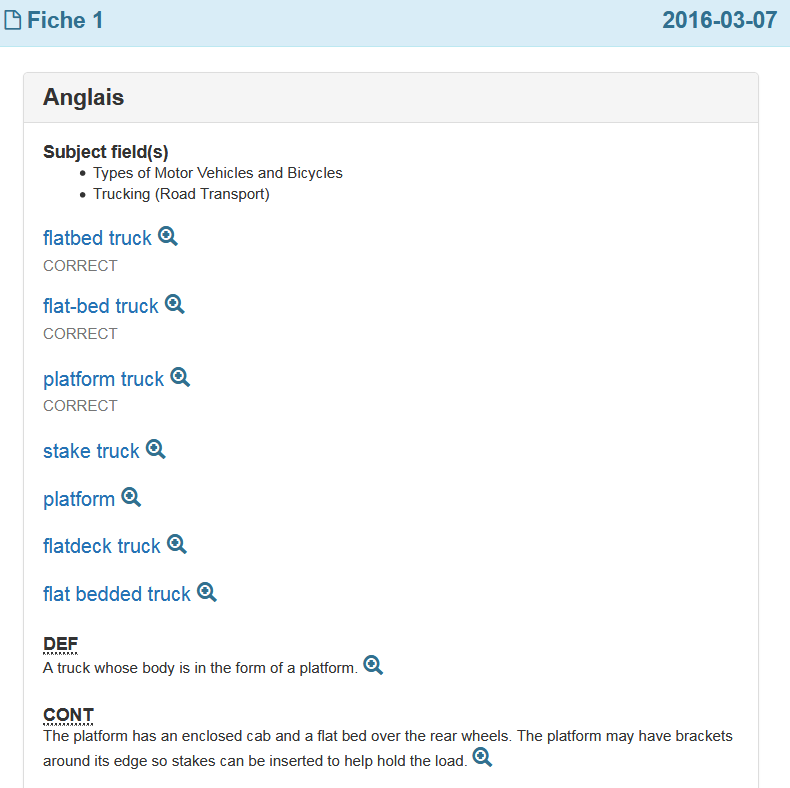 Fiche 1
2016-03-07
Anglais
Subject field(s)
Types of Motor Vehicles and Bicycles
Trucking (Road Transport)
flatbed truck
CORRECT
flat-bed truck
CORRECT
platform truck
CORRECT
stake truck
platform
flatdeck truck
flat bedded truck
DEF
A truck whose body is in the form of a platform.
CONT
The platform has an enclosed cab and a flat bed over the rear wheels. The platform may have brackets
around its edge so stakes can be inserted to help hold the load.